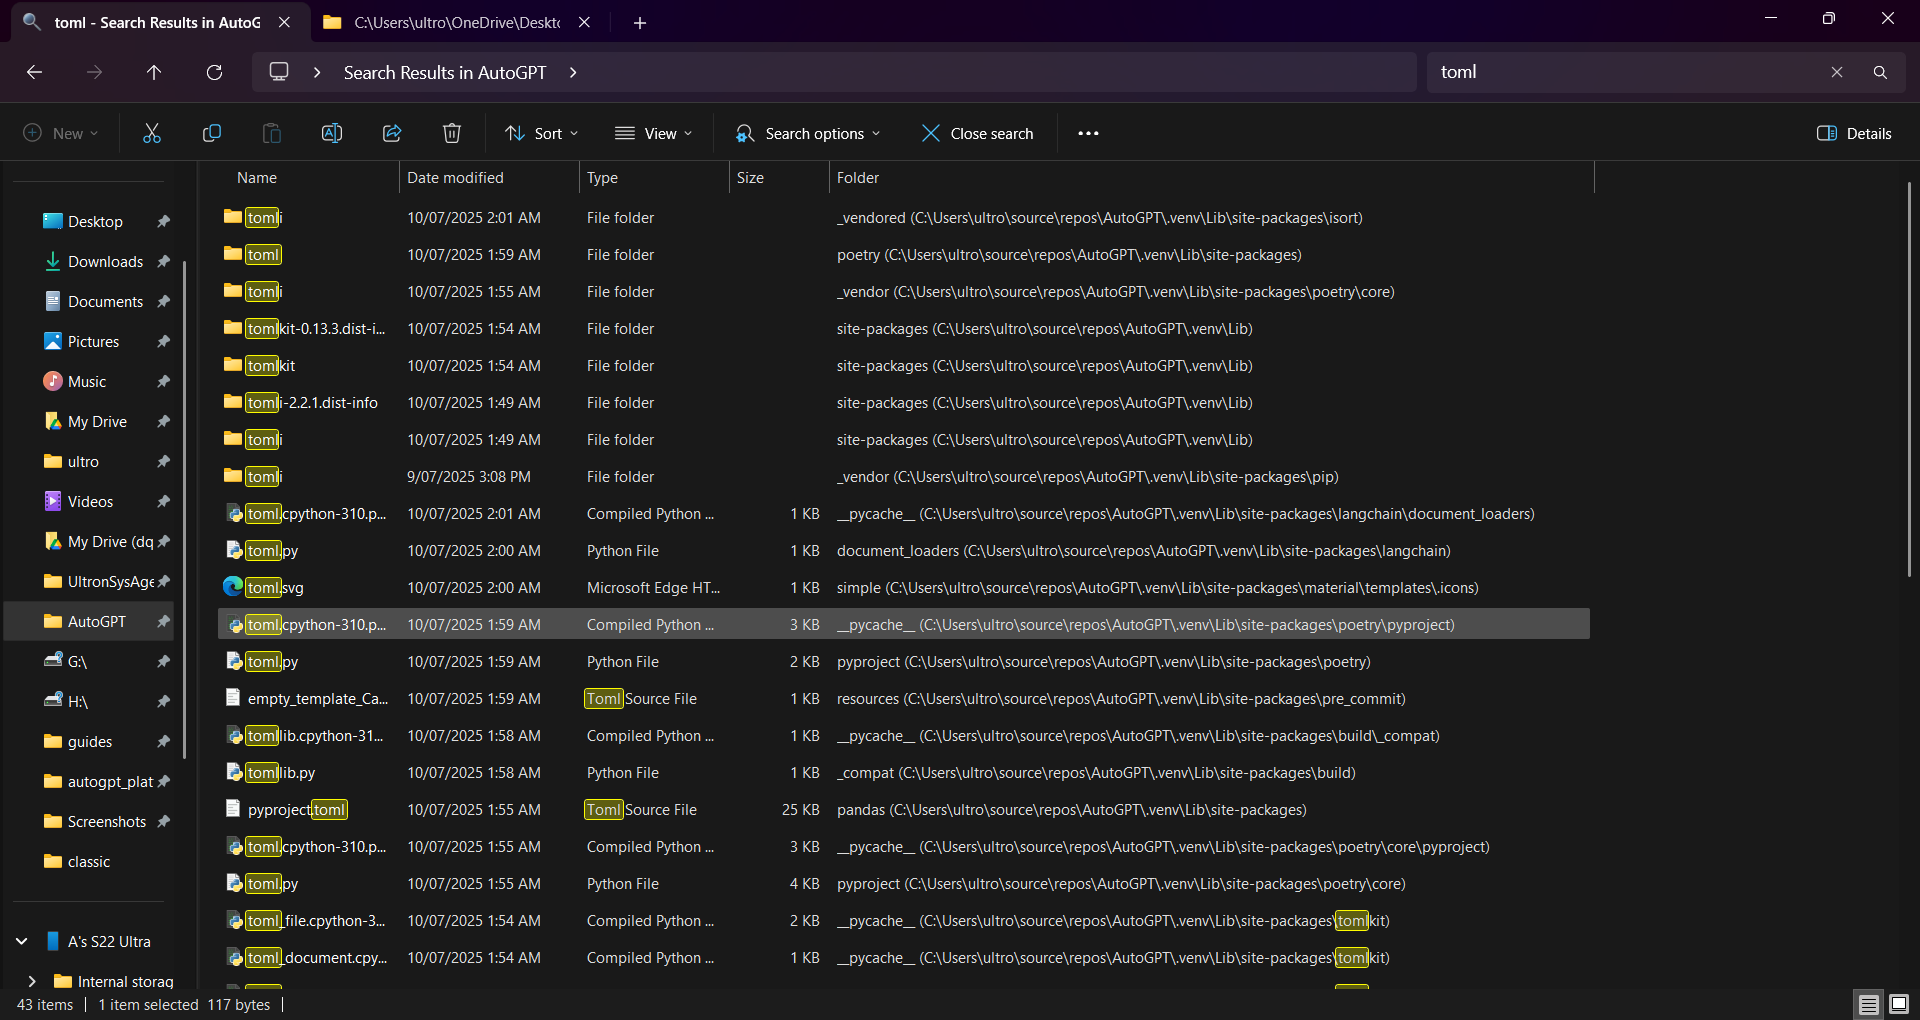 toml - Search Results in AutoG
C:\Users\ultro\OneDrive\Deskt
Search Results in AutoGPT
toml
New
Sort
View
Search options
Close search
Details
Name Date modified Type Size Folder
tomli 10/07/2025 2:01 AM File folder _vendored (C:\Users\ultro\source\repos\AutoGPT\.venv\Lib\site-packages\isort)
toml 10/07/2025 1:59 AM File folder poetry (C:\Users\ultro\source\repos\AutoGPT\.venv\Lib\site-packages)
tomli 10/07/2025 1:55 AM File folder _vendor (C:\Users\ultro\source\repos\AutoGPT\.venv\Lib\site-packages\poetry\core)
tomlkit-0.13.3.dist-i... 10/07/2025 1:54 AM File folder site-packages (C:\Users\ultro\source\repos\AutoGPT\.venv\Lib)
tomlkit 10/07/2025 1:54 AM File folder site-packages (C:\Users\ultro\source\repos\AutoGPT\.venv\Lib)
tomli-2.2.1.dist-info 10/07/2025 1:49 AM File folder site-packages (C:\Users\ultro\source\repos\AutoGPT\.venv\Lib)
tomli 10/07/2025 1:49 AM File folder site-packages (C:\Users\ultro\source\repos\AutoGPT\.venv\Lib)
tomli 9/07/2025 3:08 PM File folder _vendor (C:\Users\ultro\source\repos\AutoGPT\.venv\Lib\site-packages\pip)
toml.cpython-310.p... 10/07/2025 2:01 AM Compiled Python ... 1 KB __pycache__ (C:\Users\ultro\source\repos\AutoGPT\.venv\Lib\site-packages\langchain\document_loaders)
toml.py 10/07/2025 2:00 AM Python File 1 KB document_loaders (C:\Users\ultro\source\repos\AutoGPT\.venv\Lib\site-packages\langchain)
toml.svg 10/07/2025 2:00 AM Microsoft Edge HT... 1 KB simple (C:\Users\ultro\source\repos\AutoGPT\.venv\Lib\site-packages\material\templates\.icons)
toml.cpython-310.p... 10/07/2025 1:59 AM Compiled Python ... 3 KB __pycache__ (C:\Users\ultro\source\repos\AutoGPT\.venv\Lib\site-packages\poetry\pyproject)
toml.py 10/07/2025 1:59 AM Python File 2 KB pyproject (C:\Users\ultro\source\repos\AutoGPT\.venv\Lib\site-packages\poetry)
empty_template_Ca... 10/07/2025 1:59 AM Toml Source File 1 KB resources (C:\Users\ultro\source\repos\AutoGPT\.venv\Lib\site-packages\pre_commit)
tomllib.cpython-31... 10/07/2025 1:58 AM Compiled Python ... 1 KB __pycache__ (C:\Users\ultro\source\repos\AutoGPT\.venv\Lib\site-packages\build\_compat)
tomllib.py 10/07/2025 1:58 AM Python File 1 KB _compat (C:\Users\ultro\source\repos\AutoGPT\.venv\Lib\site-packages\build)
pyproject.toml 10/07/2025 1:55 AM Toml Source File 25 KB pandas (C:\Users\ultro\source\repos\AutoGPT\.venv\Lib\site-packages)
toml.cpython-310.p... 10/07/2025 1:55 AM Compiled Python ... 3 KB __pycache__ (C:\Users\ultro\source\repos\AutoGPT\.venv\Lib\site-packages\poetry\core\pyproject)
toml.py 10/07/2025 1:55 AM Python File 4 KB pyproject (C:\Users\ultro\source\repos\AutoGPT\.venv\Lib\site-packages\poetry\core)
toml_file.cpython-3... 10/07/2025 1:54 AM Compiled Python ... 2 KB __pycache__ (C:\Users\ultro\source\repos\AutoGPT\.venv\Lib\site-packages\tomlkit)
toml_document.cpy... 10/07/2025 1:54 AM Compiled Python ... 1 KB __pycache__ (C:\Users\ultro\source\repos\AutoGPT\.venv\Lib\site-packages\tomlkit)
Desktop
Downloads
Documents
Pictures
Music
My Drive
ultro
Videos
My Drive (dq
UltronSysAge
AutoGPT
G:\
H:\
guides
autogpt_plat
Screenshots
classic
A's S22 Ultra
Internal storag
43 items 1 item selected 117 bytes